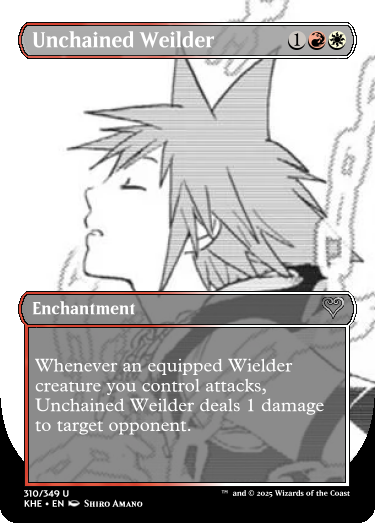 Unchained Weilder 1
Enchantment
Whenever an equipped Wielder
creature you control attacks,
Unchained Weilder deals 1 damage
to target opponent.
310/349 U
KHE • EN Shiro Amano
™ and © 2025 Wizards of the Coast